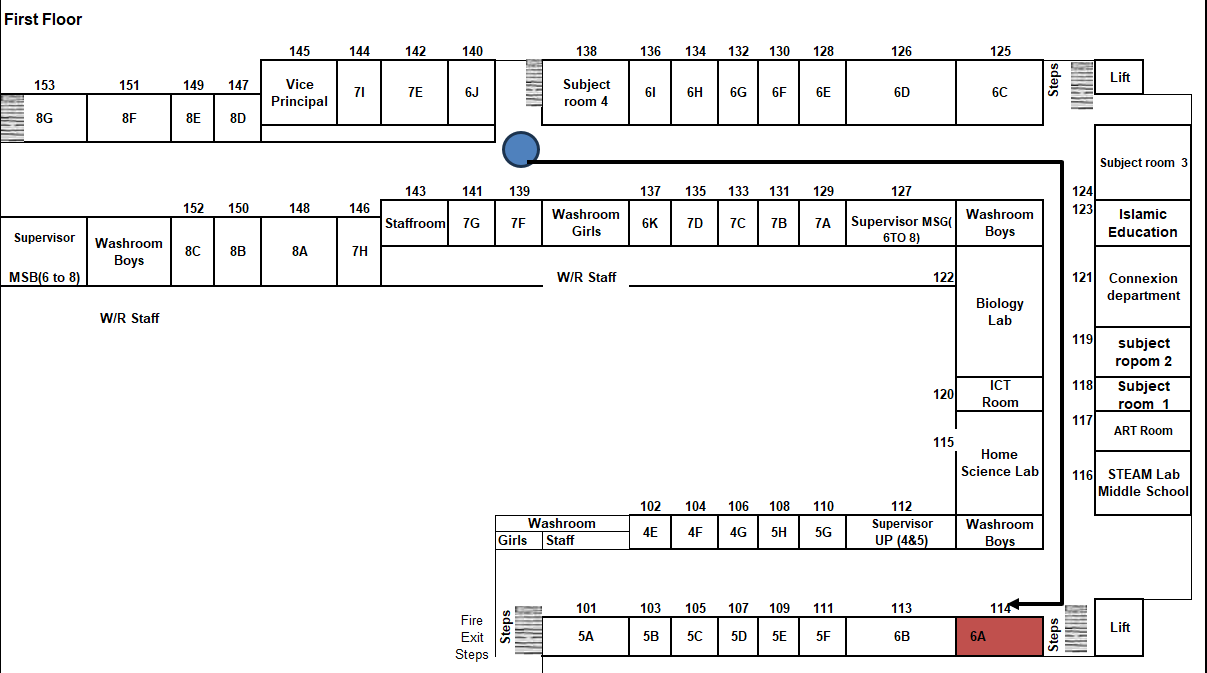 First Floor
145 144 142 140 138 136 134 132 130 128 126 125
153 151 149 147
Vice
Principal
7I 7E 6J
Subject
room 4
6I 6H 6G 6F 6E 6D 6C
Steps
Lift
8G 8F 8E 8D
Subject room 3
124
143 141 139 137 135 133 131 129 127
123
152 150 148 146
Staffroom
7G 7F
Washroom
Girls
6K 7D 7C 7B 7A
Supervisor MSG(
6TO 8)
Washroom
Boys
Islamic
Education
Supervisor
MSB(6 to 8)
Washroom
Boys
8C 8B 8A 7H
W/R Staff
122
121
Connexion
department
Biology
Lab
W/R Staff
119
subject
ropom 2
120
ICT
Room
118
Subject
room 1
117
ART Room
115
Home
Science Lab
116
STEAM Lab
Middle School
102 104 106 108 110 112
Washroom
Girls Staff
4E 4F 4G 5H 5G
Supervisor
UP (4&5)
Washroom
Boys
101 103 105 107 109 111 113 114
Fire
Exit
Steps
Steps
5A 5B 5C 5D 5E 5F 6B 6A
Steps
Lift